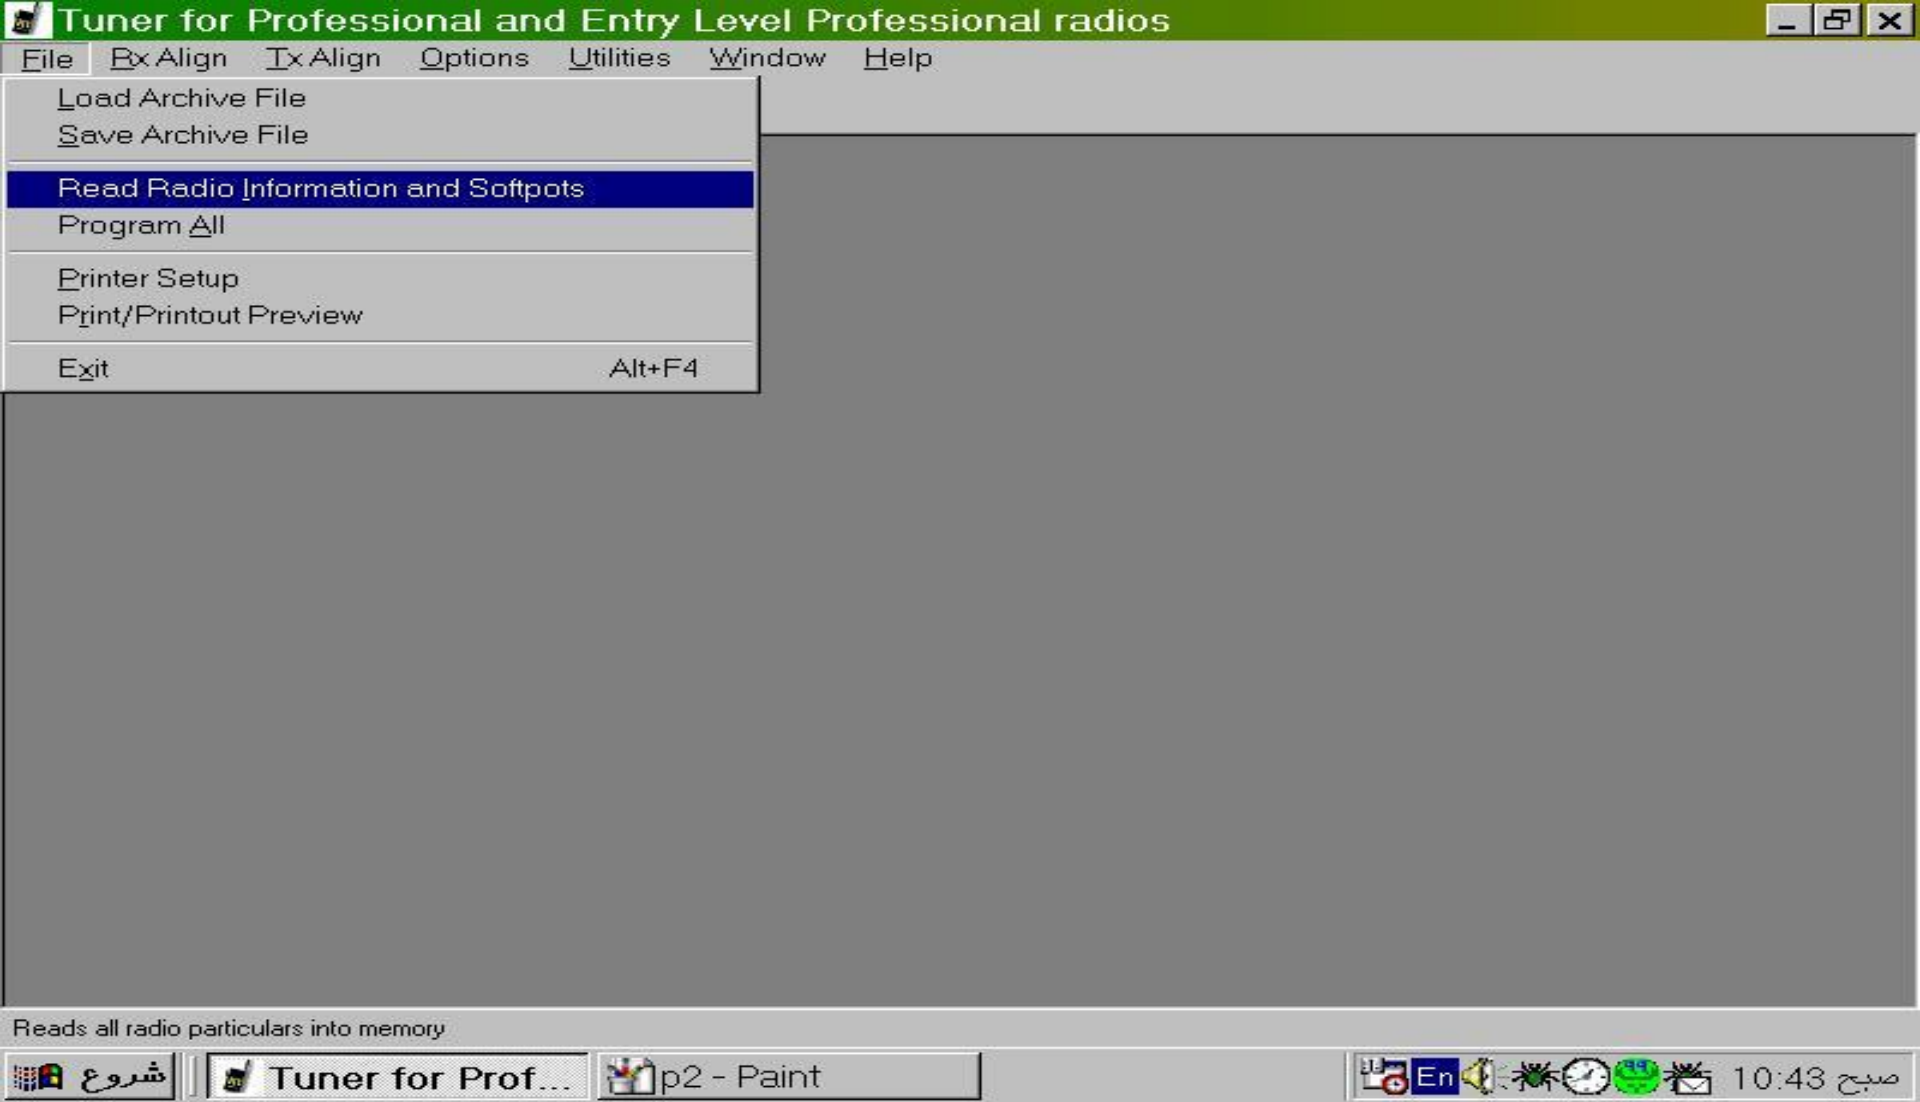 Tuner for Professional and Entry Level Professional radios
File Rx Align Tx Align Options Utilities Window Help
Load Archive File
Save Archive File
Read Radio Information and Softpots
Program All
Printer Setup
Print/Printout Preview
Exit Alt+F4
Reads all radio particulars into memory
شروع Tuner for Prof... p2 - Paint En 10:43 صبح